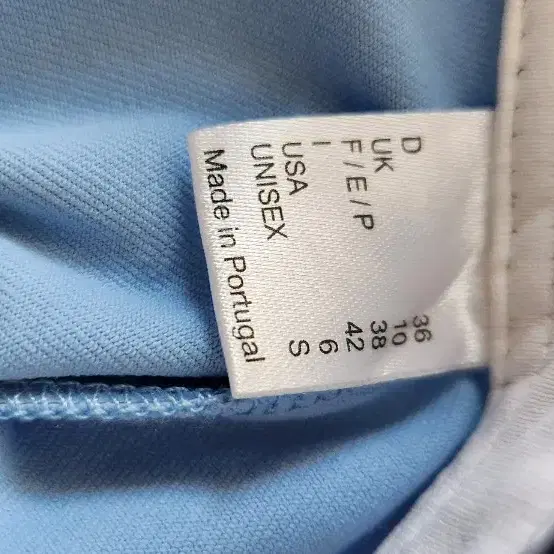 D 36
UK 10
F / E / P 38
I 42
USA 6
UNISEX S
Made in Portugal